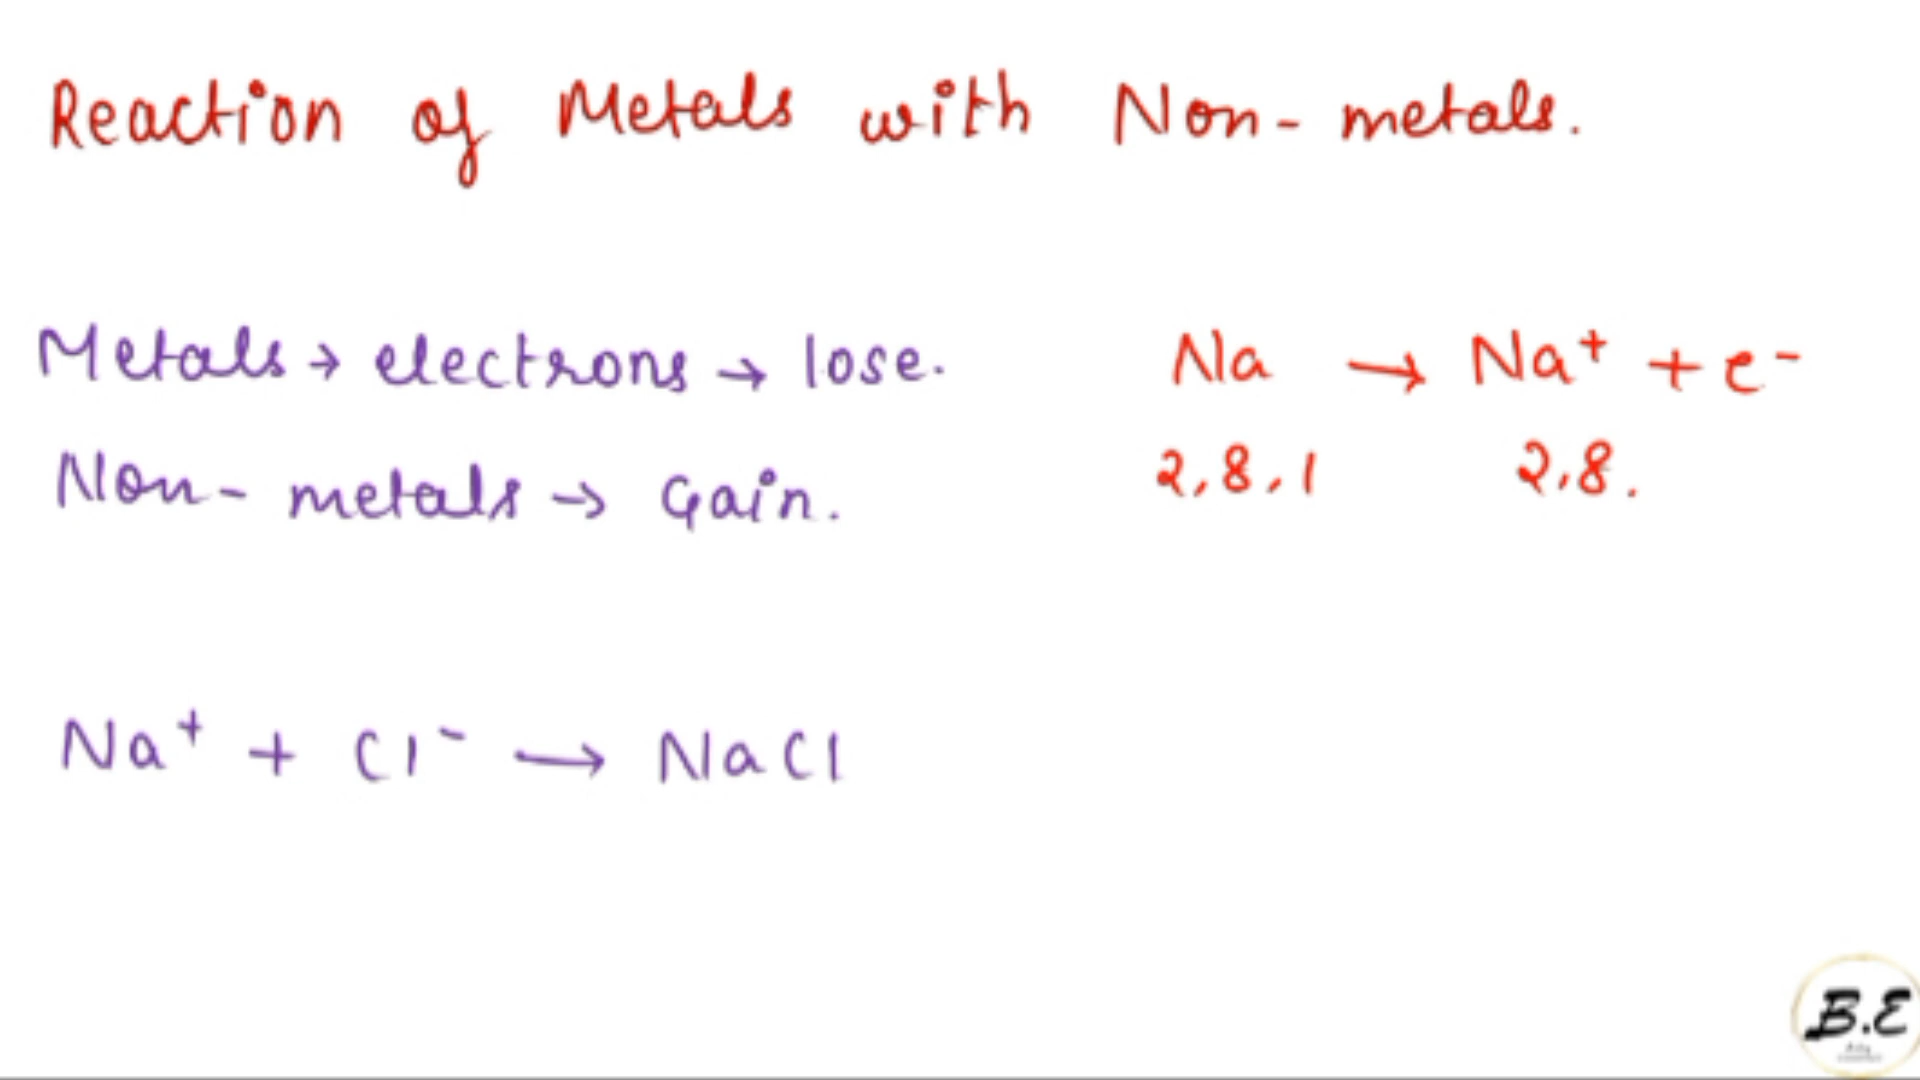 Reaction of Metals with Non-metals.
Metals → electrons → lose.
Non-metals → Gain.
Na → Na⁺ + e⁻
2,8,1 2,8.
Na⁺ + Cl⁻ → NaCl
B.E